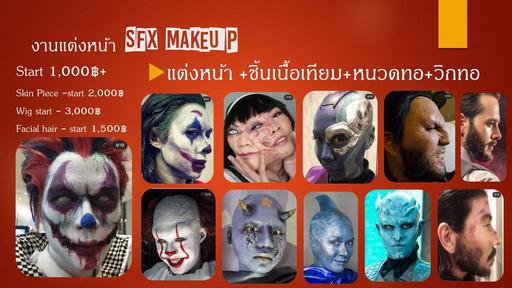 งานแต่งหน้า SFX MAKEUP
Start 1,000฿+
▶แต่งหน้า +ชิ้นเนื้อเทียม+หนวดทอ+วิกทอ
Skin Piece -start 2,000฿
Wig start - 3,000฿
Facial hair - start 1,500฿